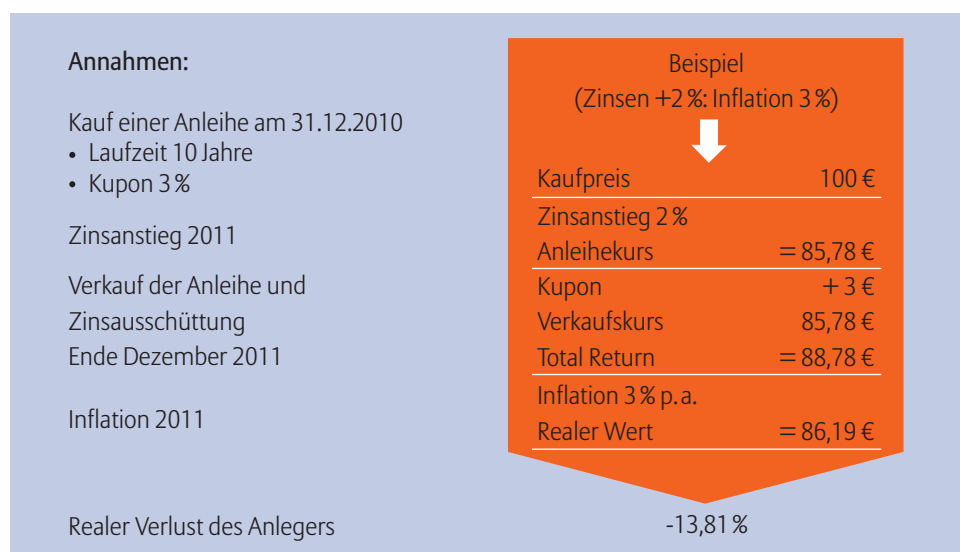 Annahmen:
Kauf einer Anleihe am 31.12.2010
• Laufzeit 10 Jahre
• Kupon 3 %
Zinsanstieg 2011
Verkauf der Anleihe und
Zinsausschüttung
Ende Dezember 2011
Inflation 2011
Realer Verlust des Anlegers
Beispiel
(Zinsen +2 %: Inflation 3 %)
Kaufpreis 100 €
Zinsanstieg 2 %
Anleihekurs = 85,78 €
Kupon + 3 €
Verkaufskurs 85,78 €
Total Return = 88,78 €
Inflation 3 % p. a.
Realer Wert = 86,19 €
-13,81 %